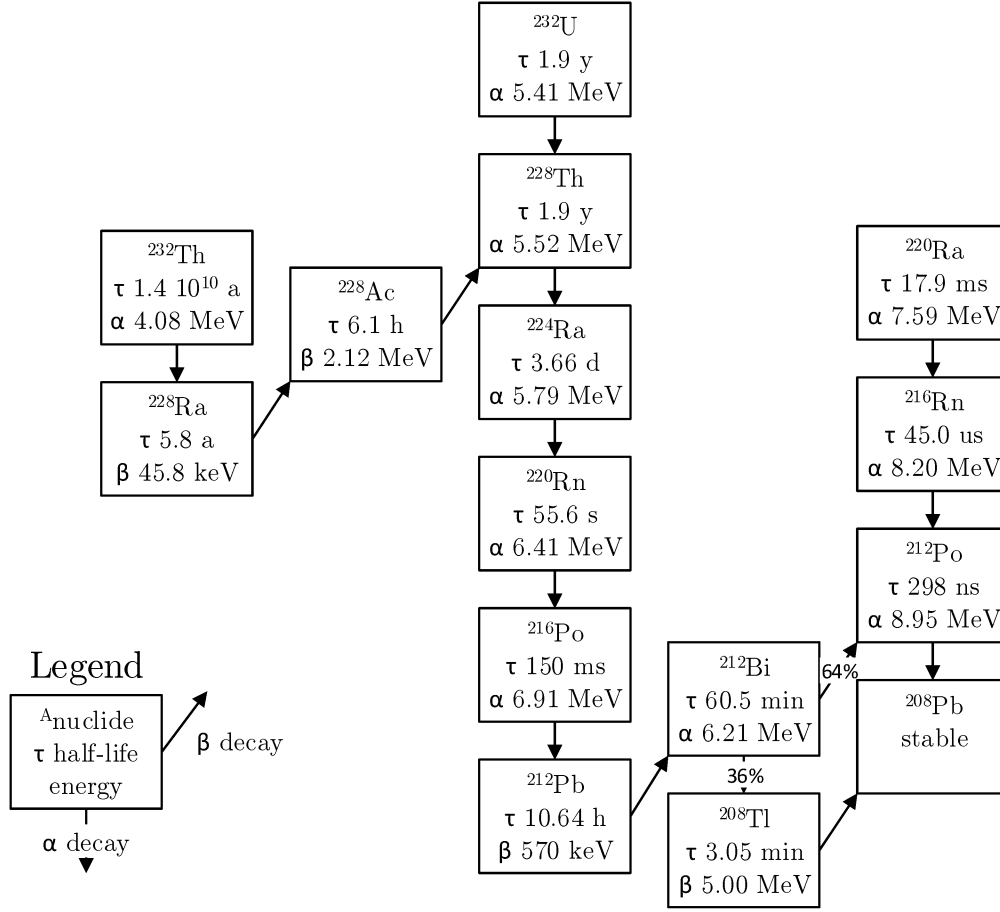 ²³²U
τ 1.9 y
α 5.41 MeV
²²⁸Th
τ 1.9 y
α 5.52 MeV
²³²Th
τ 1.4 10¹⁰ a
α 4.08 MeV
²²⁸Ac
τ 6.1 h
β 2.12 MeV
²²⁸Ra
τ 5.8 a
β 45.8 keV
²²⁴Ra
τ 3.66 d
α 5.79 MeV
²²⁰Rn
τ 55.6 s
α 6.41 MeV
²¹⁶Po
τ 150 ms
α 6.91 MeV
²¹²Pb
τ 10.64 h
β 570 keV
²¹²Bi
τ 60.5 min
α 6.21 MeV
64%
36%
²⁰⁸Tl
τ 3.05 min
β 5.00 MeV
²²⁰Ra
τ 17.9 ms
α 7.59 MeV
²¹⁶Rn
τ 45.0 us
α 8.20 MeV
²¹²Po
τ 298 ns
α 8.95 MeV
²⁰⁸Pb
stable
Legend
ᴬnuclide
τ half-life
energy
β decay
α decay